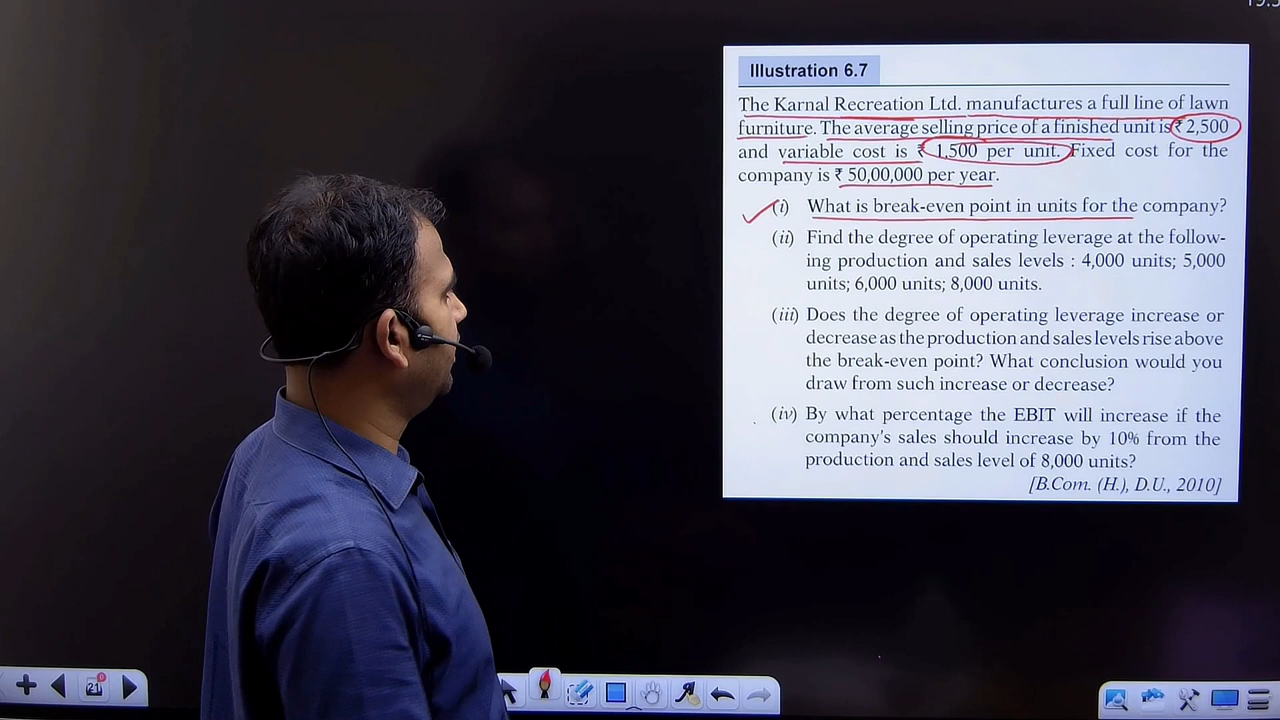 Illustration 6.7
The Karnal Recreation Ltd. manufactures a full line of lawn
furniture. The average selling price of a finished unit is ₹ 2,500
and variable cost is ₹ 1,500 per unit. Fixed cost for the
company is ₹ 50,00,000 per year.
(i) What is break-even point in units for the company?
(ii) Find the degree of operating leverage at the follow-
ing production and sales levels : 4,000 units; 5,000
units; 6,000 units; 8,000 units.
(iii) Does the degree of operating leverage increase or
decrease as the production and sales levels rise above
the break-even point? What conclusion would you
draw from such increase or decrease?
(iv) By what percentage the EBIT will increase if the
company's sales should increase by 10% from the
production and sales level of 8,000 units?
[B.Com. (H.), D.U., 2010]
21